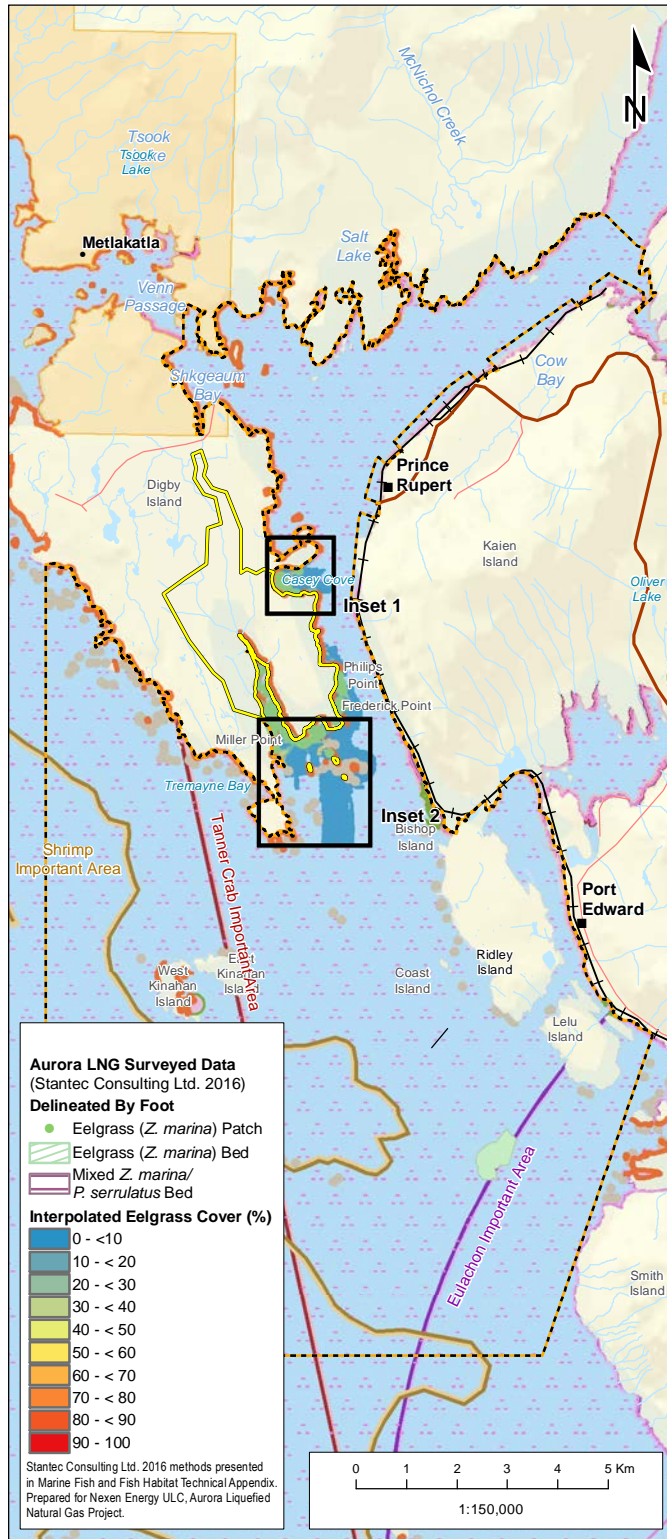 McNichol Creek
N
Tsook
Lake
Tsook
Lake
Metlakatla
Salt
Lake
Venn
Passage
Shkgeaum
Bay
Cow
Bay
Prince
Rupert
Digby
Island
Kaien
Island
Casey Cove
Oliver
Lake
Inset 1
Philips
Point
Frederick Point
Miller Point
Tremayne Bay
Inset 2
Bishop
Island
Shrimp
Important Area
Tanner Crab Important Area
Port
Edward
West
Kinahan
Island
East
Kinahan
Island
Coast
Island
Ridley
Island
Lelu
Island
Eulachon Important Area
Smith
Island
Aurora LNG Surveyed Data
(Stantec Consulting Ltd. 2016)
Delineated By Foot
Eelgrass (Z. marina) Patch
Eelgrass (Z. marina) Bed
Mixed Z. marina/
P. serrulatus Bed
Interpolated Eelgrass Cover (%)
0 - <10
10 - < 20
20 - < 30
30 - < 40
40 - < 50
50 - < 60
60 - < 70
70 - < 80
80 - < 90
90 - 100
Stantec Consulting Ltd. 2016 methods presented
in Marine Fish and Fish Habitat Technical Appendix.
Prepared for Nexen Energy ULC, Aurora Liquefied
Natural Gas Project.
0 1 2 3 4 5 Km
1:150,000